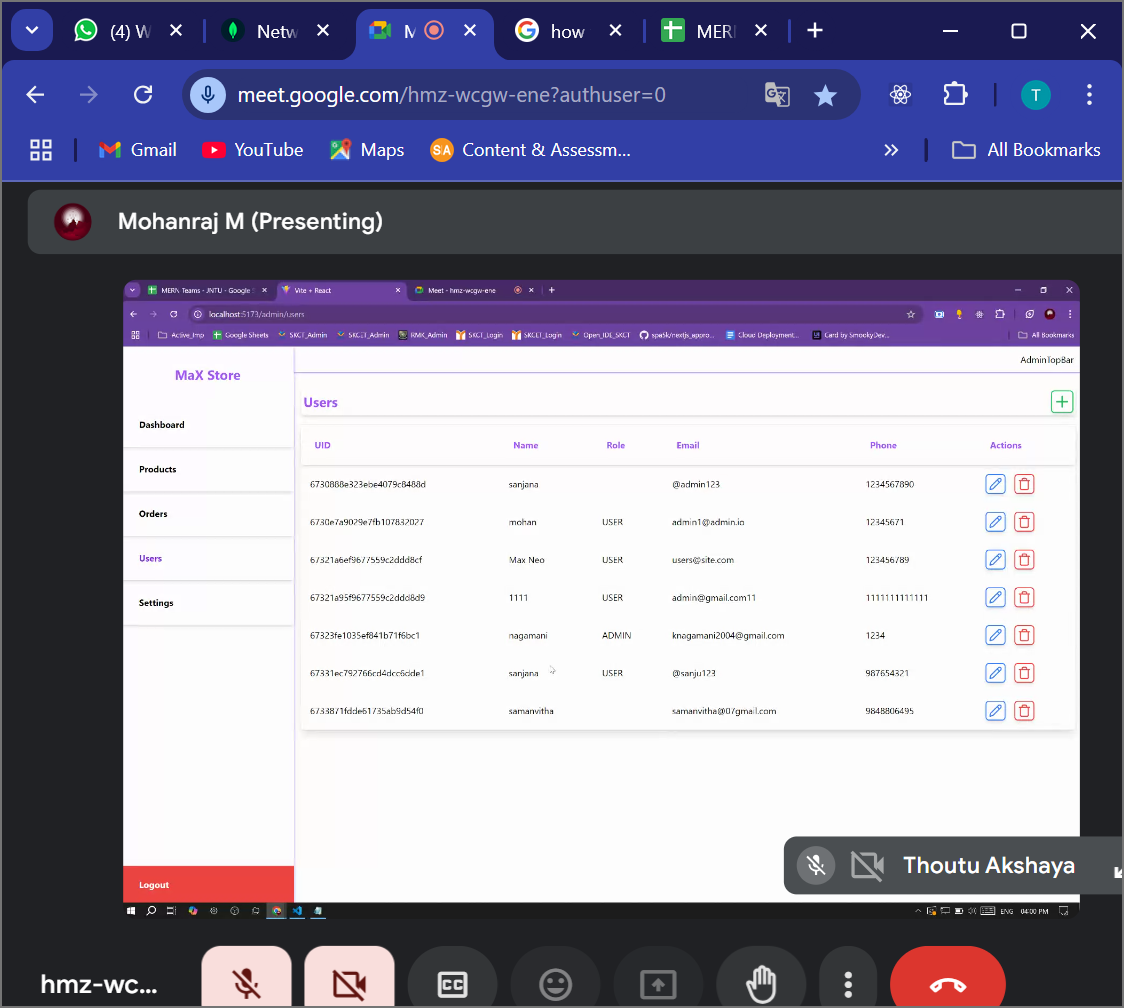 (4) W
Netw
M
how
MERN
meet.google.com/hmz-wcgw-ene?authuser=0
T
Gmail
YouTube
Maps
SA
Content & Assessm...
All Bookmarks
Mohanraj M (Presenting)
MERN Teams - JNTU - Google S
Vite + React
Meet - hmz-wcgw-ene
localhost:5173/admin/users
Active_Imp
Google Sheets
SKCT_Admin
SKCET_Admin
RMK_Admin
SKCT_Login
SKCET_Login
Open_IDE_SKCT
spa5k/nextjs_appro...
Cloud Deployment...
Card by SmookyDev...
All Bookmarks
MaX Store
AdminTopBar
Dashboard
Products
Orders
Users
Settings
Logout
Users
UID Name Role Email Phone Actions
6730888e323ebe4079c8488d sanjana @admin123 1234567890
6730e7a9029e7fb107832027 mohan USER admin1@admin.io 12345671
67321a6ef9677559c2ddd8cf Max Neo USER users@site.com 123456789
67321a95f9677559c2ddd8d9 1111 USER admin@gmail.com11 1111111111111
67323fe1035ef841b71f6bc1 nagamani ADMIN knagamani2004@gmail.com 1234
67331ec792766cd4dcc6dde1 sanjana USER @sanju123 987654321
6733871fdde61735ab9d54f0 samanvitha samanvitha@07gmail.com 9848806495
Thoutu Akshaya
ENG 04:00 PM
hmz-wc...
CC